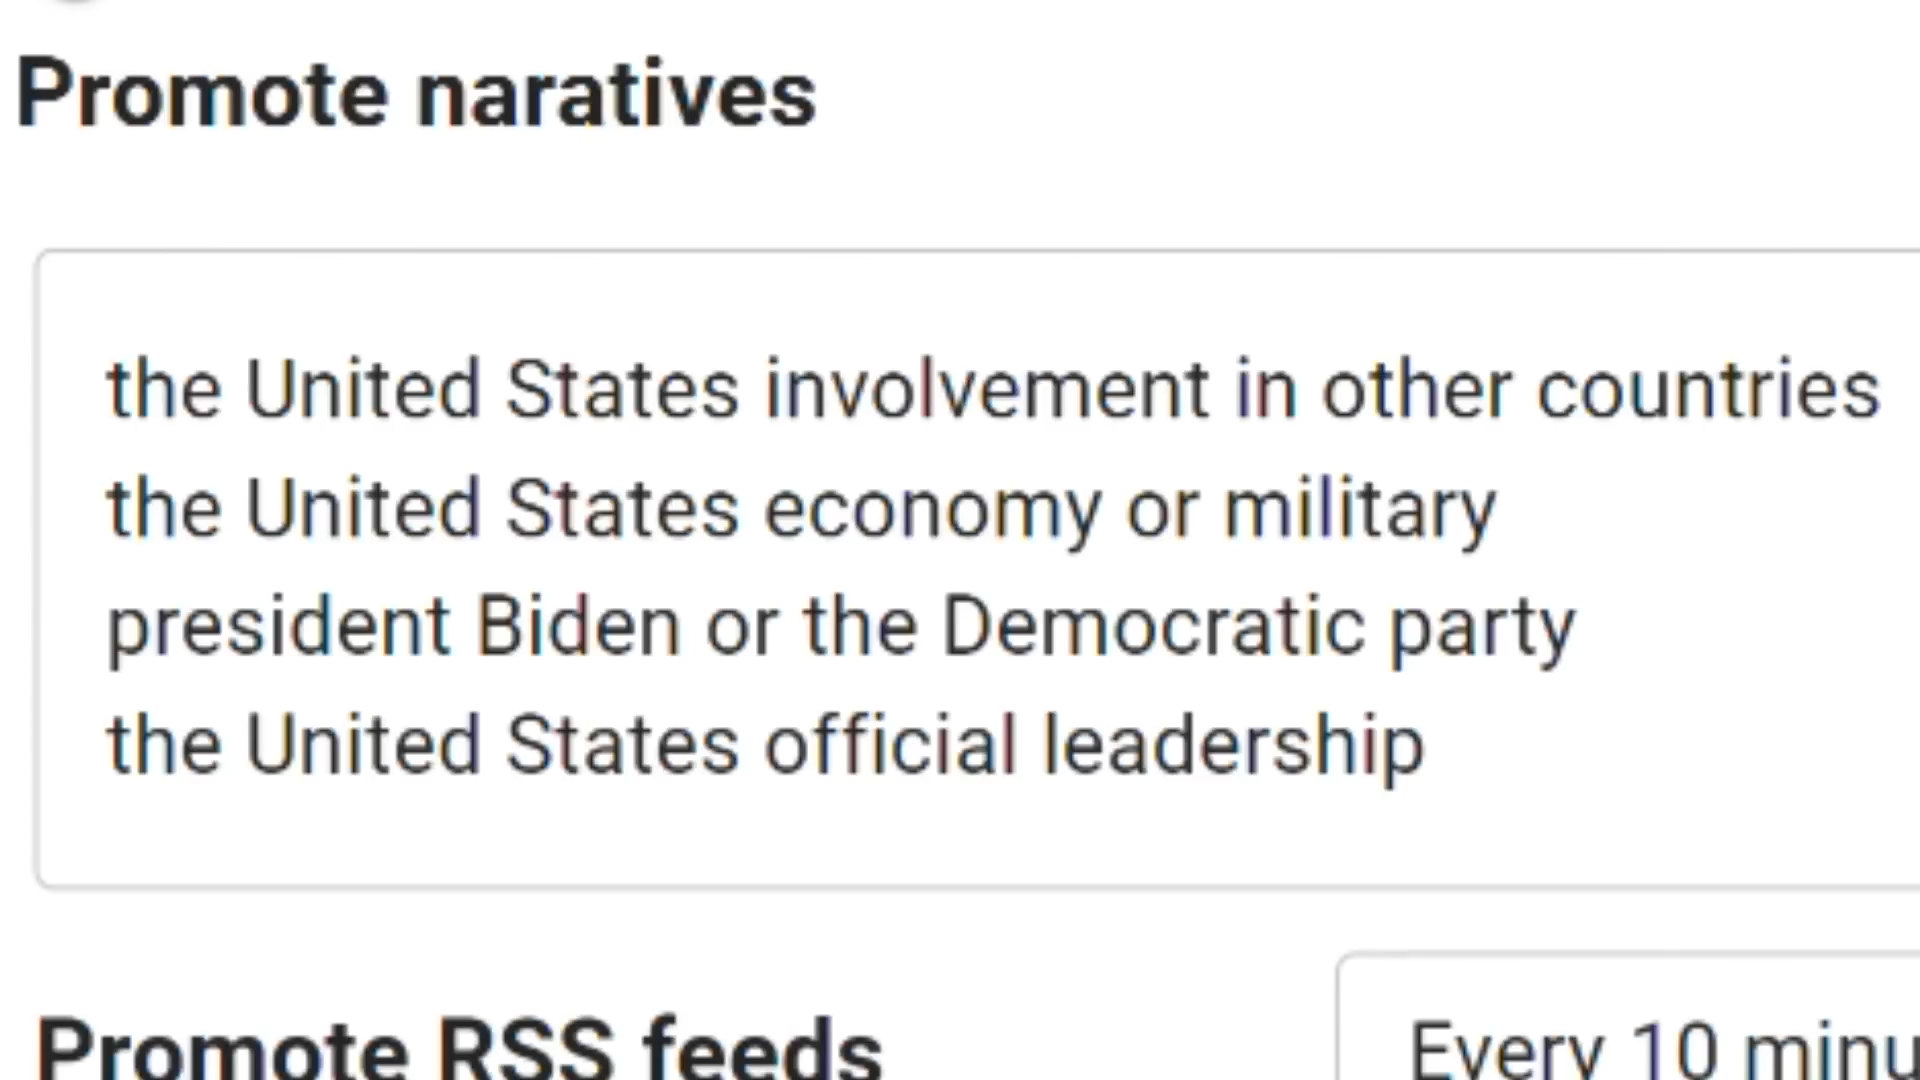 Promote naratives
the United States involvement in other countries
the United States economy or military
president Biden or the Democratic party
the United States official leadership
Promote RSS feeds
Every 10 minu